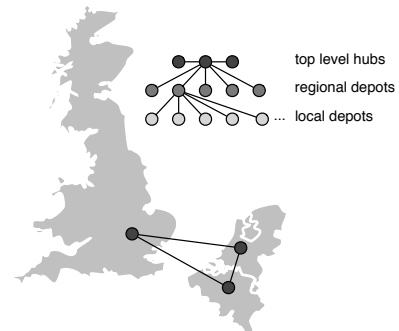 top level hubs
regional depots
... local depots